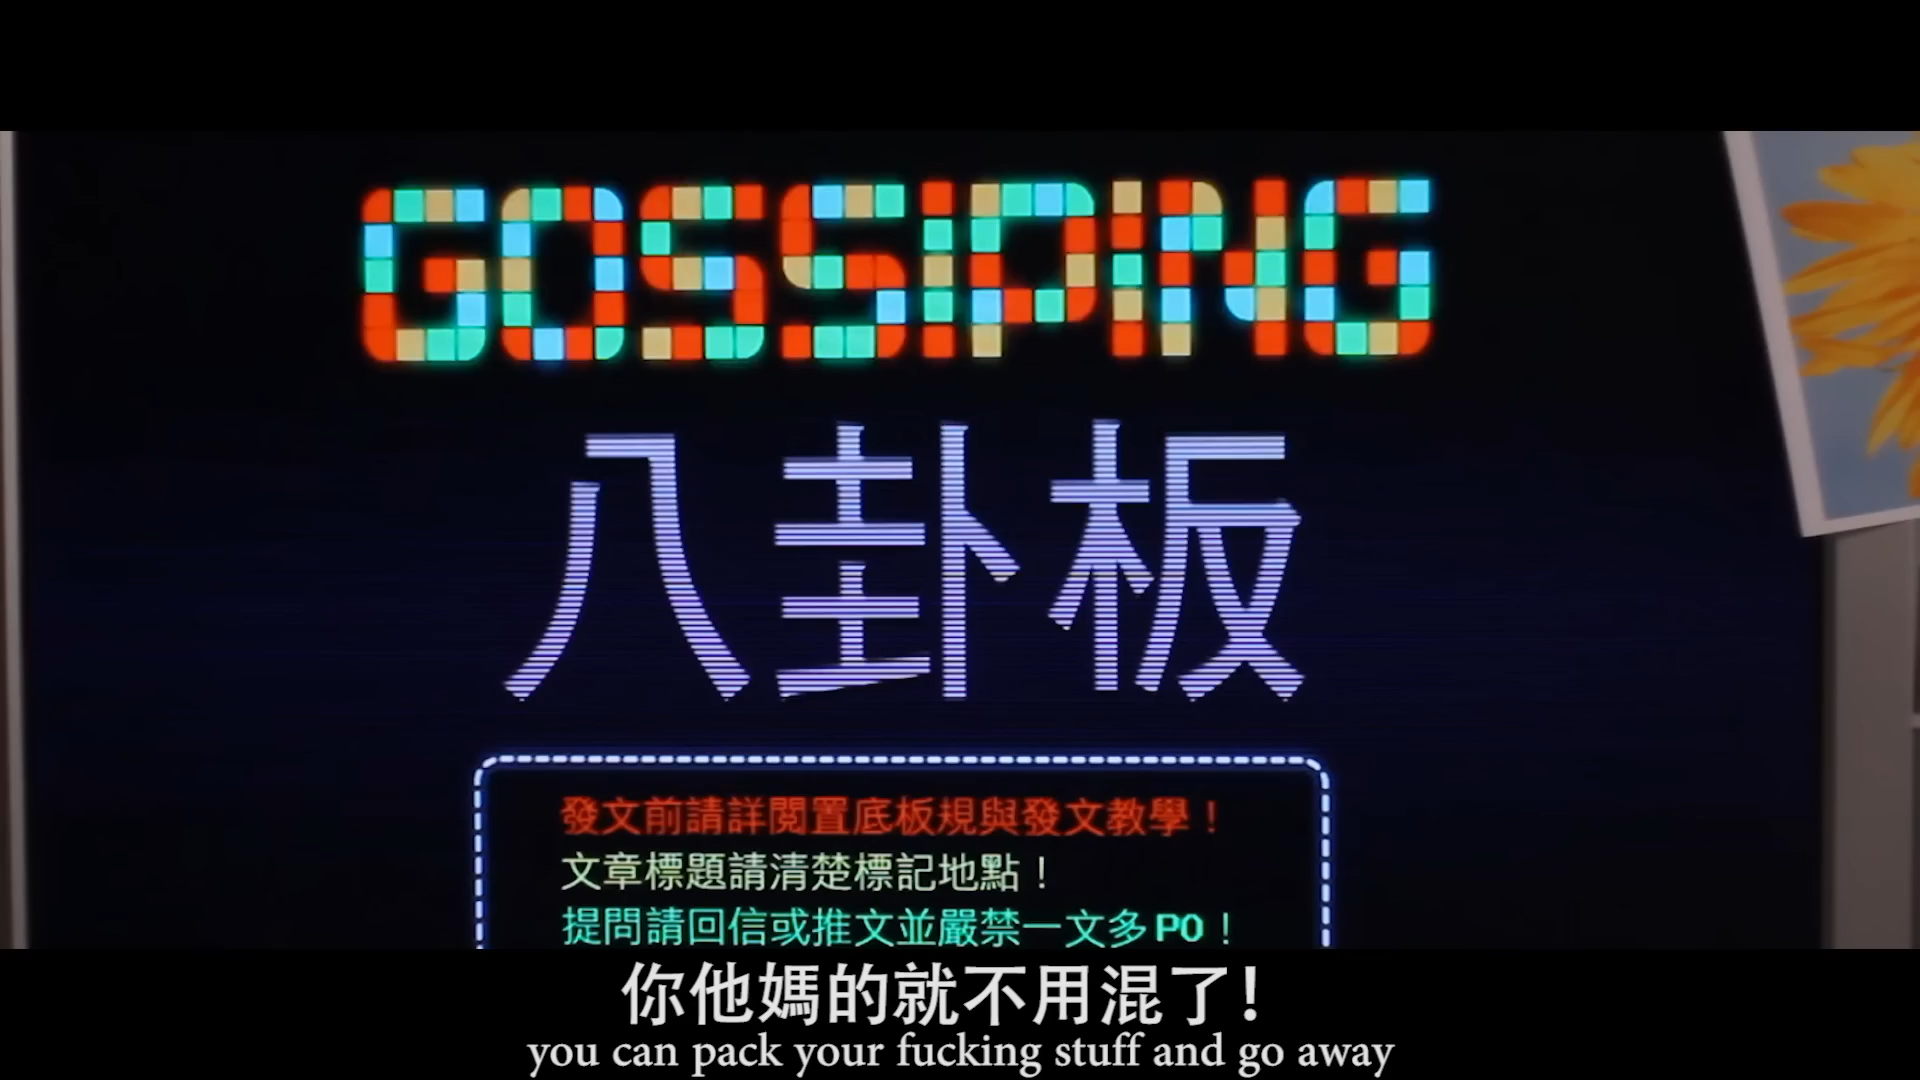 GOSSIPING
八卦板
發文前請詳閱置底板規與發文教學！
文章標題請清楚標記地點！
提問請回信或推文並嚴禁一文多PO！
你他媽的就不用混了！
you can pack your fucking stuff and go away